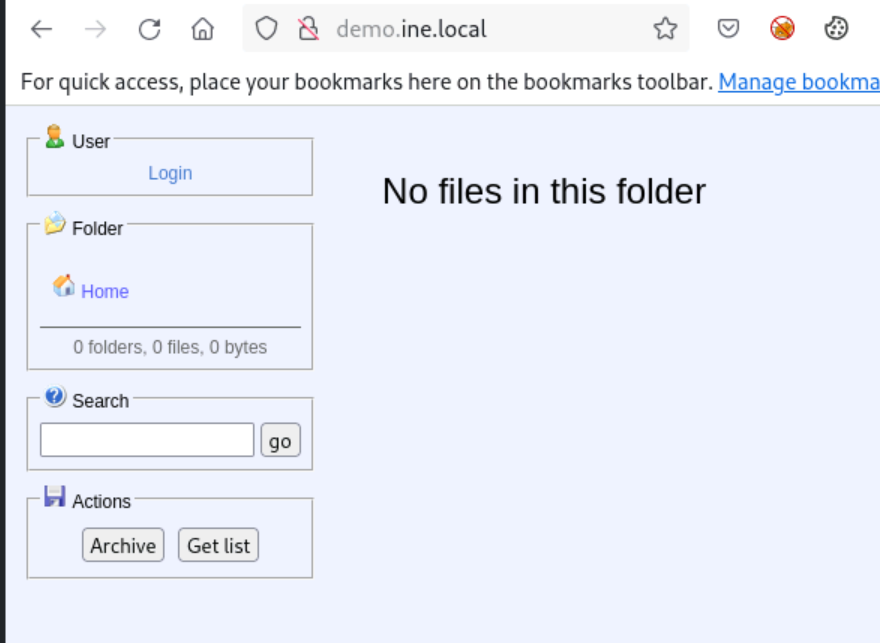 demo.ine.local
For quick access, place your bookmarks here on the bookmarks toolbar. Manage bookma
User
Login
No files in this folder
Folder
Home
0 folders, 0 files, 0 bytes
Search
go
Actions
Archive Get list